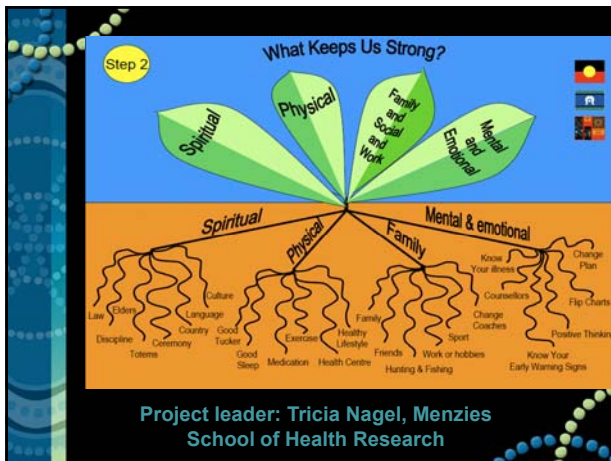 Step 2
What Keeps Us Strong?
Spiritual
Physical
Family
and
Social
and
Work
Mental
and
Emotional
Spiritual
Physical
Family
Mental & emotional
Law
Elders
Discipline
Totems
Ceremony
Country
Language
Culture
Good
Tucker
Good
Sleep
Medication
Exercise
Health Centre
Healthy
Lifestyle
Family
Friends
Hunting & Fishing
Work or hobbies
Sport
Change
Coaches
Know
Your illness
Counsellors
Know Your
Early Warning Signs
Positive Thinkin
Flip Charts
Change
Plan
Project leader: Tricia Nagel, Menzies
School of Health Research